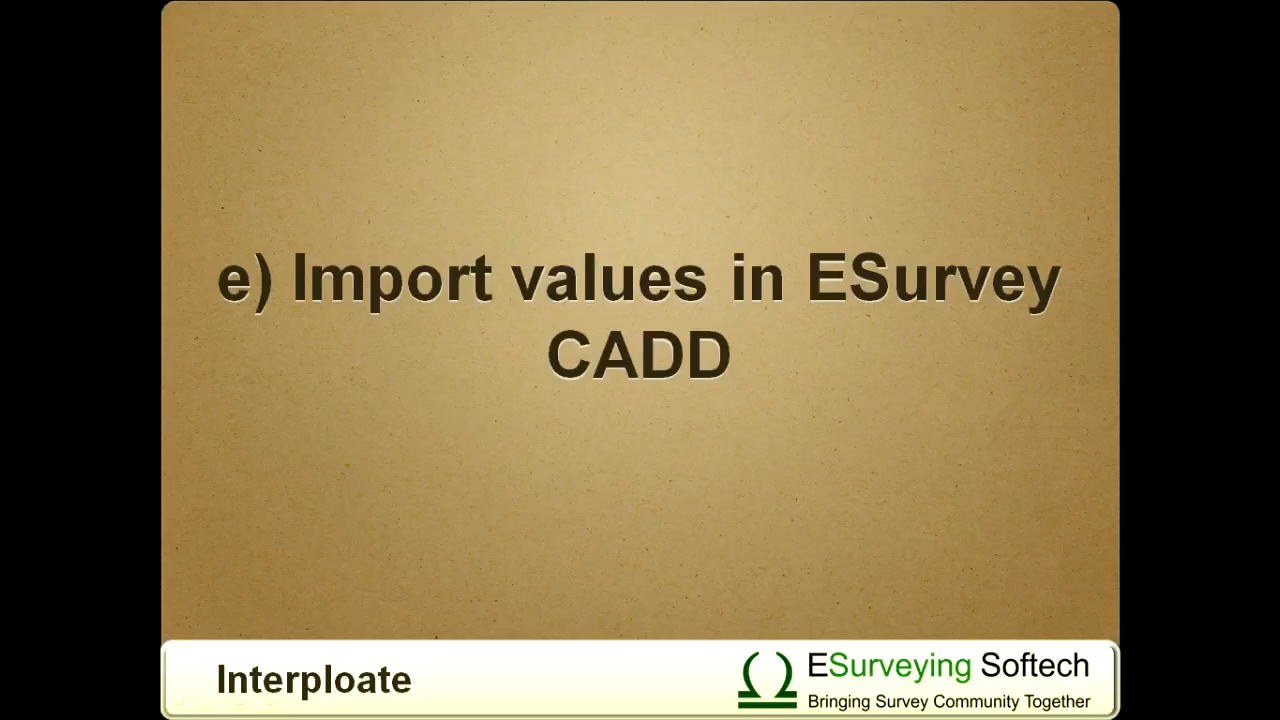 e) Import values in ESurvey
CADD
Interploate
ESurveying Softech
Bringing Survey Community Together